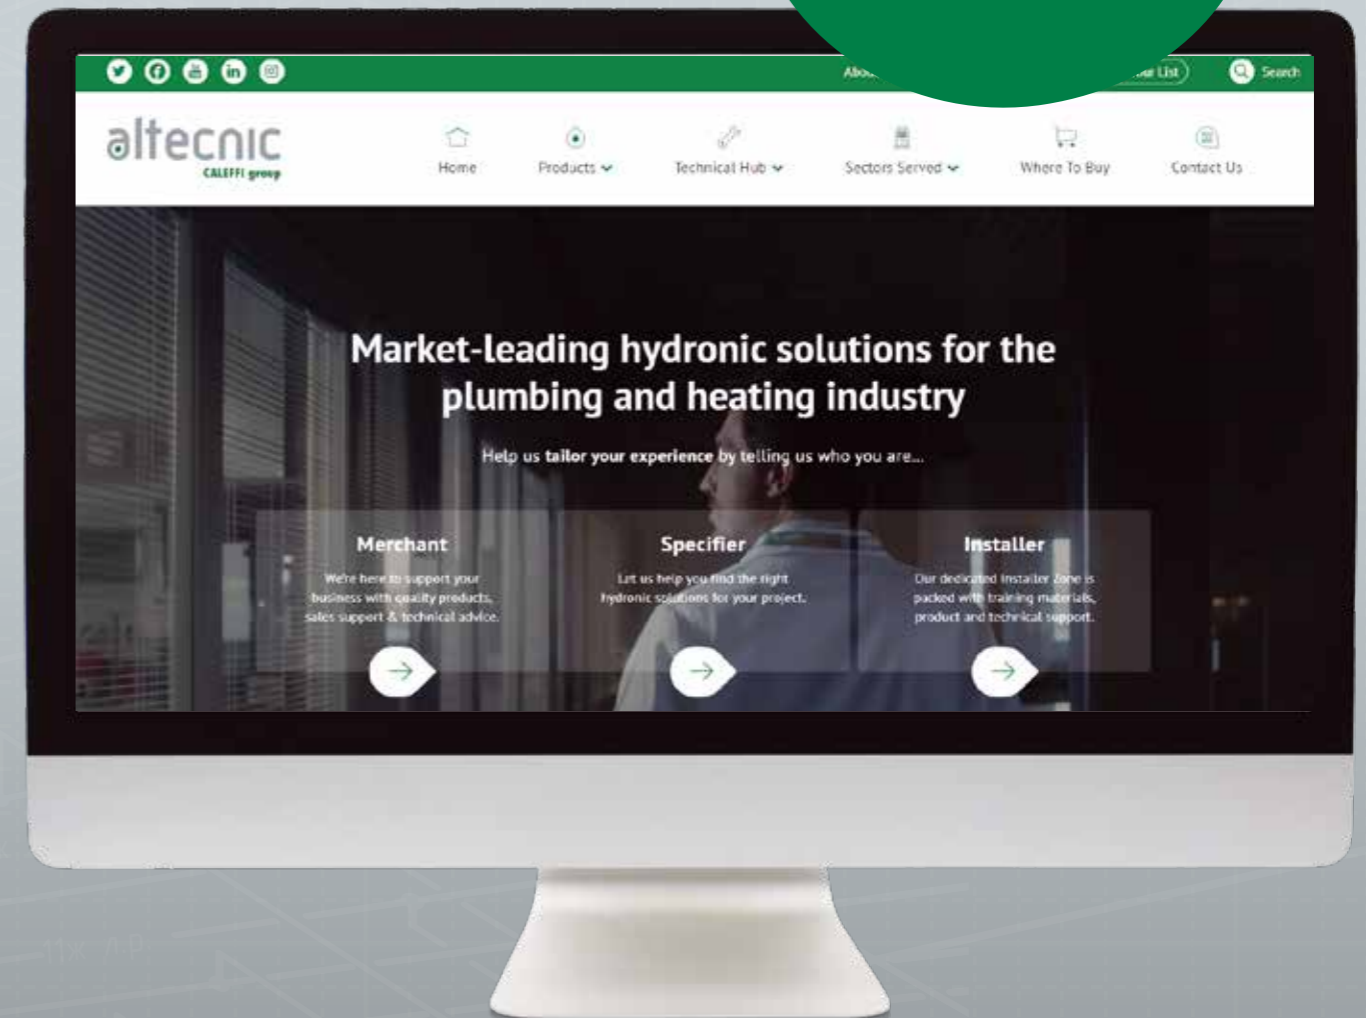 our List
Search
altecnic
CALEFFI group
Home
Products
Technical Hub
Sectors Served
Where To Buy
Contact Us
Market-leading hydronic solutions for the
plumbing and heating industry
Help us tailor your experience by telling us who you are...
Merchant
We're here to support your
business with quality products,
sales support & technical advice.
Specifier
Let us help you find the right
hydronic solutions for your project.
Installer
Our dedicated Installer Zone is
packed with training materials,
product and technical support.